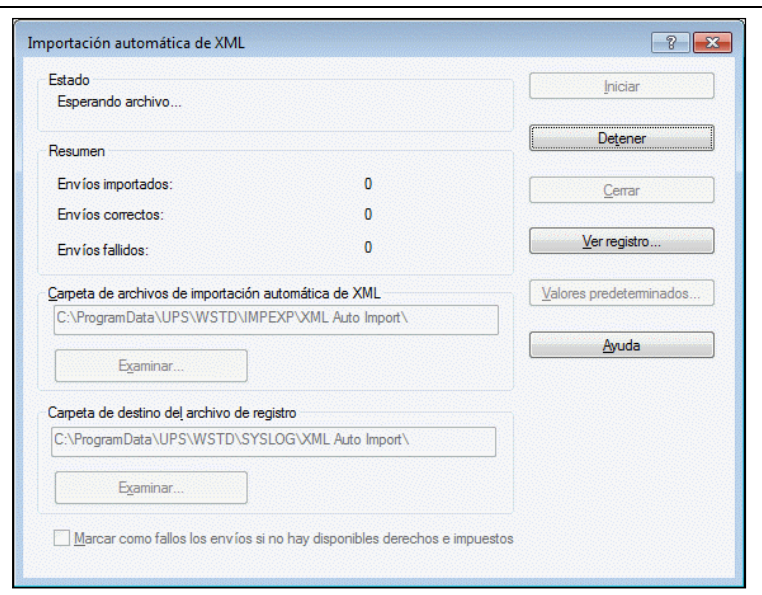 Importación automática de XML
Estado
Esperando archivo...
Iniciar
Detener
Resumen
Envíos importados: 0
Envíos correctos: 0
Envíos fallidos: 0
Cerrar
Ver registro...
Carpeta de archivos de importación automática de XML
C:\ProgramData\UPS\WSTD\IMPEXP\XML Auto Import\
Examinar...
Valores predeterminados...
Ayuda
Carpeta de destino del archivo de registro
C:\ProgramData\UPS\WSTD\SYSLOG\XML Auto Import\
Examinar...
Marcar como fallos los envíos si no hay disponibles derechos e impuestos